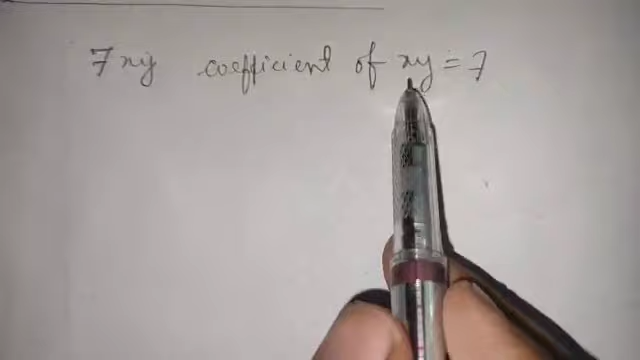 7xy coefficient of xy = 7